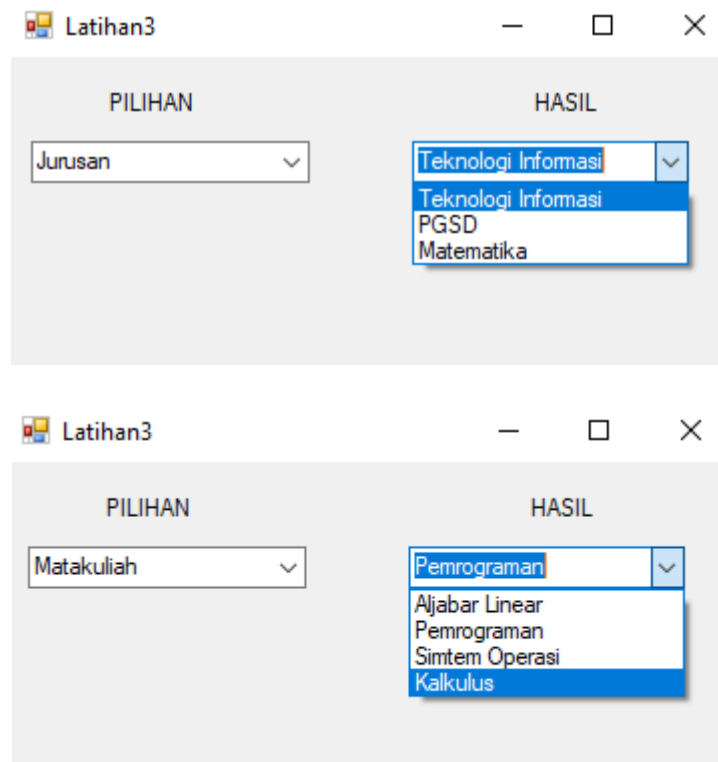 Latihan3
PILIHAN HASIL
Jurusan Teknologi Informasi
Teknologi Informasi
PGSD
Matematika
Latihan3
PILIHAN HASIL
Matakuliah Pemrograman
Aljabar Linear
Pemrograman
Simtem Operasi
Kalkulus